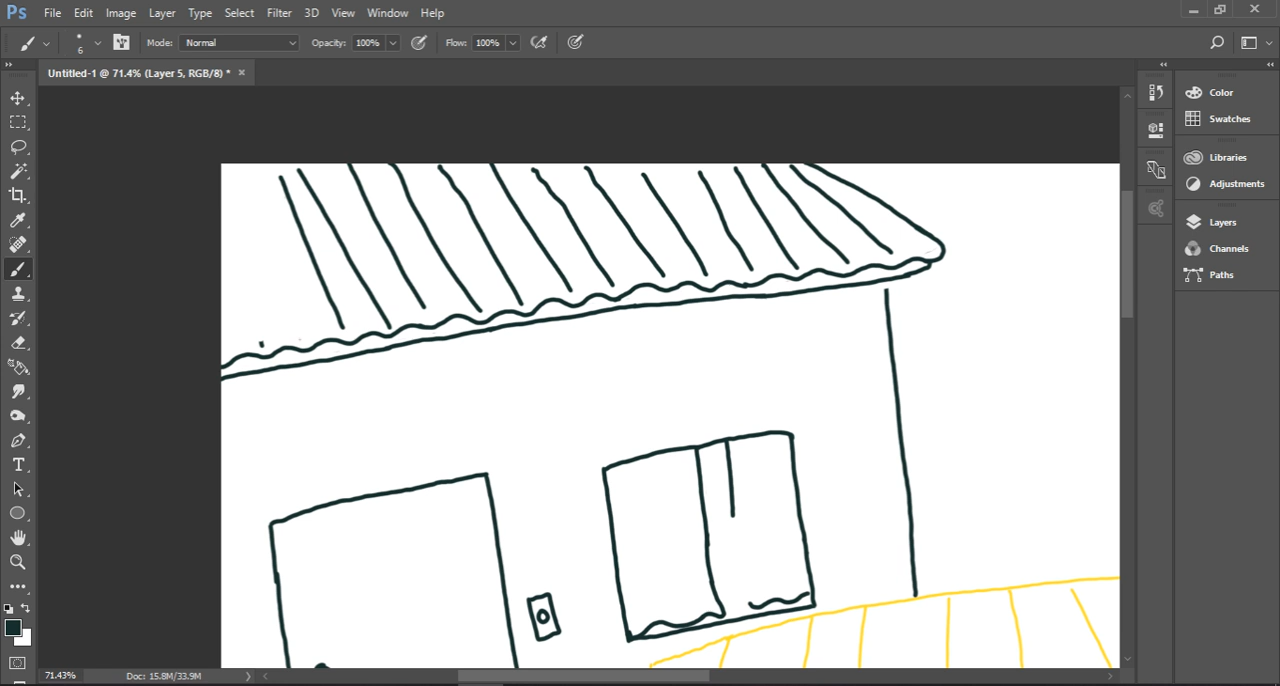 Ps File Edit Image Layer Type Select Filter 3D View Window Help
6 Mode: Normal Opacity: 100% Flow: 100%
Untitled-1 @ 71.4% (Layer 5, RGB/8) *
Color
Swatches
Libraries
Adjustments
Layers
Channels
Paths
71.43% Doc: 15.8M/33.9M